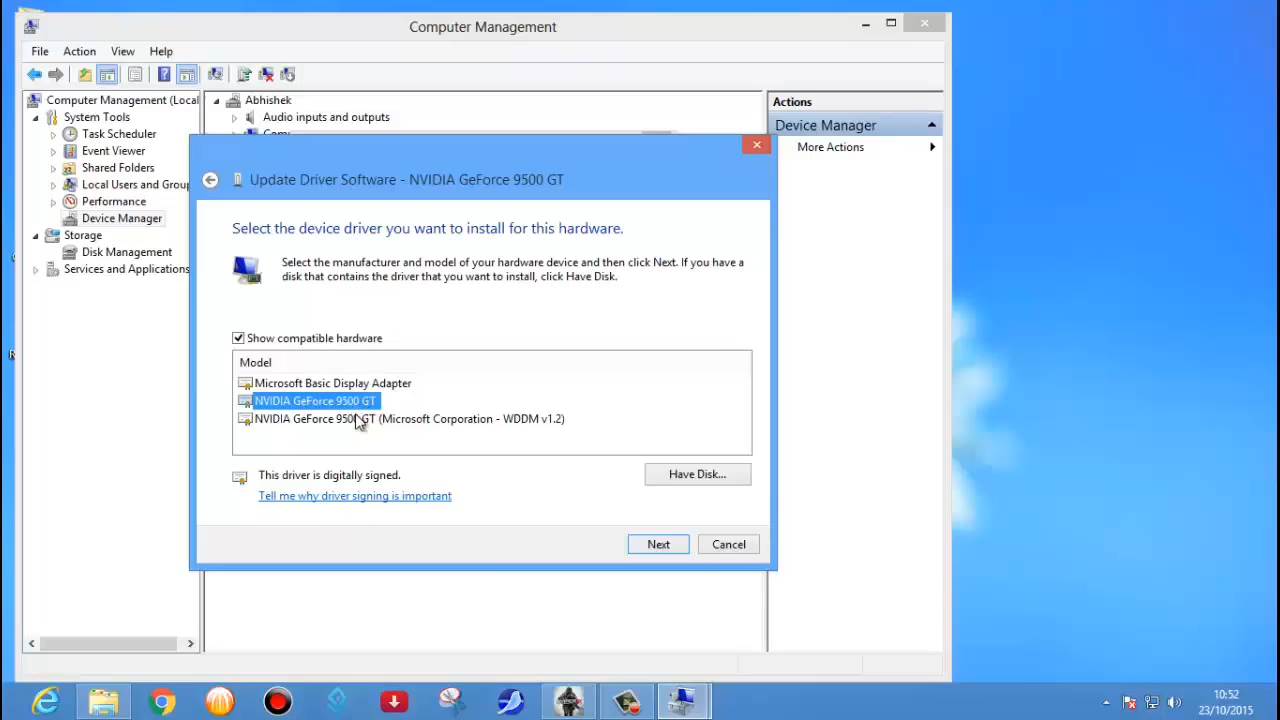 Computer Management
File Action View Help
Computer Management (Local
System Tools
Task Scheduler
Event Viewer
Shared Folders
Local Users and Group
Performance
Device Manager
Storage
Disk Management
Services and Applications
Abhishek
Audio inputs and outputs
Actions
Device Manager
More Actions
Update Driver Software - NVIDIA GeForce 9500 GT
Select the device driver you want to install for this hardware.
Select the manufacturer and model of your hardware device and then click Next. If you have a
disk that contains the driver that you want to install, click Have Disk.
Show compatible hardware
Model
Microsoft Basic Display Adapter
NVIDIA GeForce 9500 GT
NVIDIA GeForce 9500 GT (Microsoft Corporation - WDDM v1.2)
This driver is digitally signed.
Have Disk...
Tell me why driver signing is important
Next Cancel
10:52
23/10/2015